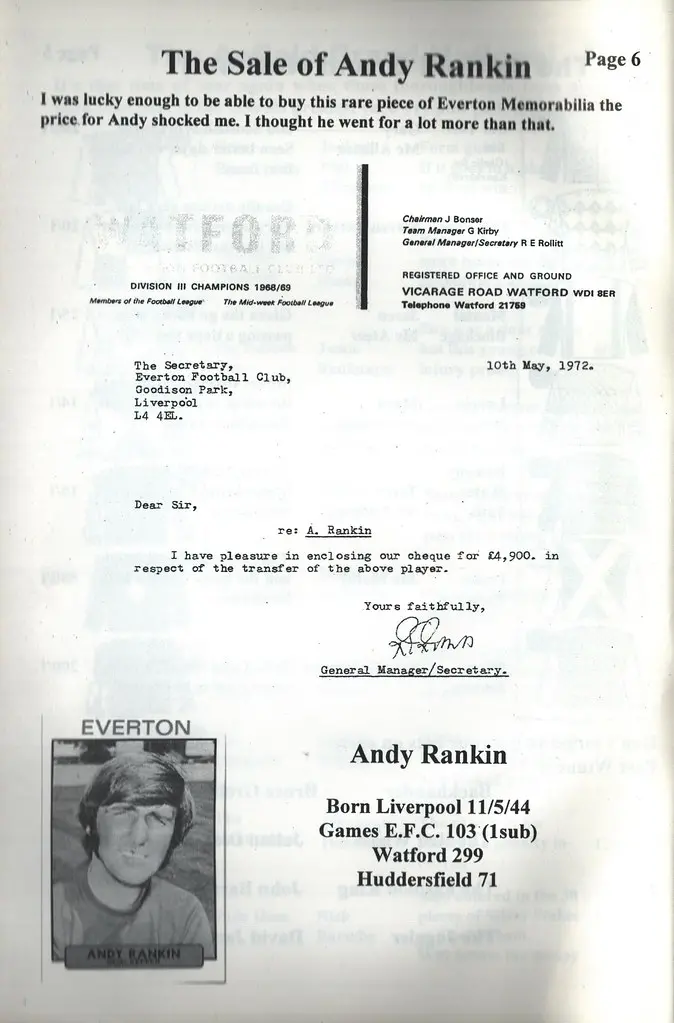 The Sale of Andy Rankin
Page 6
I was lucky enough to be able to buy this rare piece of Everton Memorabilia the
price for Andy shocked me. I thought he went for a lot more than that.
WATFORD
FOOTBALL CLUB LTD
DIVISION III CHAMPIONS 1968/69
Members of the Football League The Mid-week Football League
Chairman J Bonser
Team Manager G Kirby
General Manager/Secretary R E Rollitt
REGISTERED OFFICE AND GROUND
VICARAGE ROAD WATFORD WD1 8ER
Telephone Watford 21759
The Secretary,
Everton Football Club,
Goodison Park,
Liverpool
L4 4EL.
10th May, 1972.
Dear Sir,
re: A. Rankin
I have pleasure in enclosing our cheque for £4,900. in
respect of the transfer of the above player.
Yours faithfully,
General Manager/Secretary.
EVERTON
ANDY RANKIN
Andy Rankin
Born Liverpool 11/5/44
Games E.F.C. 103 (1sub)
Watford 299
Huddersfield 71